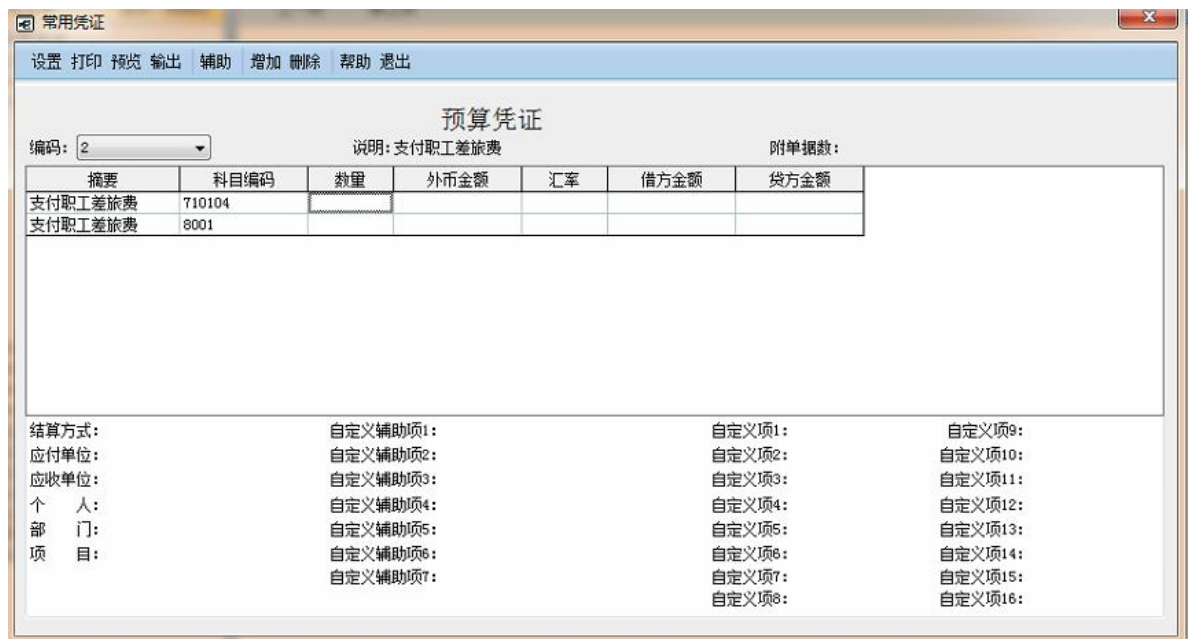 常用凭证
设置 打印 预览 输出 辅助 增加 删除 帮助 退出
预算凭证
编码: 2 说明: 支付职工差旅费 附单据数:
摘要 科目编码 数量 外币金额 汇率 借方金额 贷方金额
支付职工差旅费 710104
支付职工差旅费 8001
结算方式: 自定义辅助项1: 自定义项1: 自定义项9:
应付单位: 自定义辅助项2: 自定义项2: 自定义项10:
应收单位: 自定义辅助项3: 自定义项3: 自定义项11:
个 人: 自定义辅助项4: 自定义项4: 自定义项12:
部 门: 自定义辅助项5: 自定义项5: 自定义项13:
项 目: 自定义辅助项6: 自定义项6: 自定义项14:
自定义辅助项7: 自定义项7: 自定义项15:
自定义项8: 自定义项16: